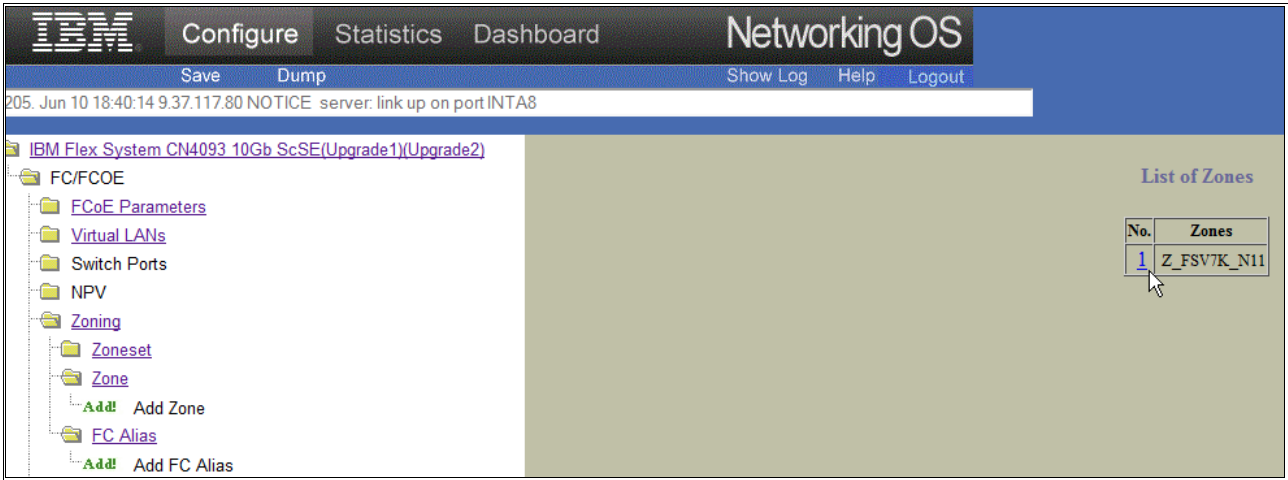 IBM Configure Statistics Dashboard Networking OS
Save Dump Show Log Help Logout
205. Jun 10 18:40:14 9.37.117.80 NOTICE server: link up on port INTA8
IBM Flex System CN4093 10Gb ScSE(Upgrade1)(Upgrade2)
FC/FCOE
FCoE Parameters
Virtual LANs
Switch Ports
NPV
Zoning
Zoneset
Zone
Add! Add Zone
FC Alias
Add! Add FC Alias
List of Zones
No. Zones
1 Z_FSV7K_N11